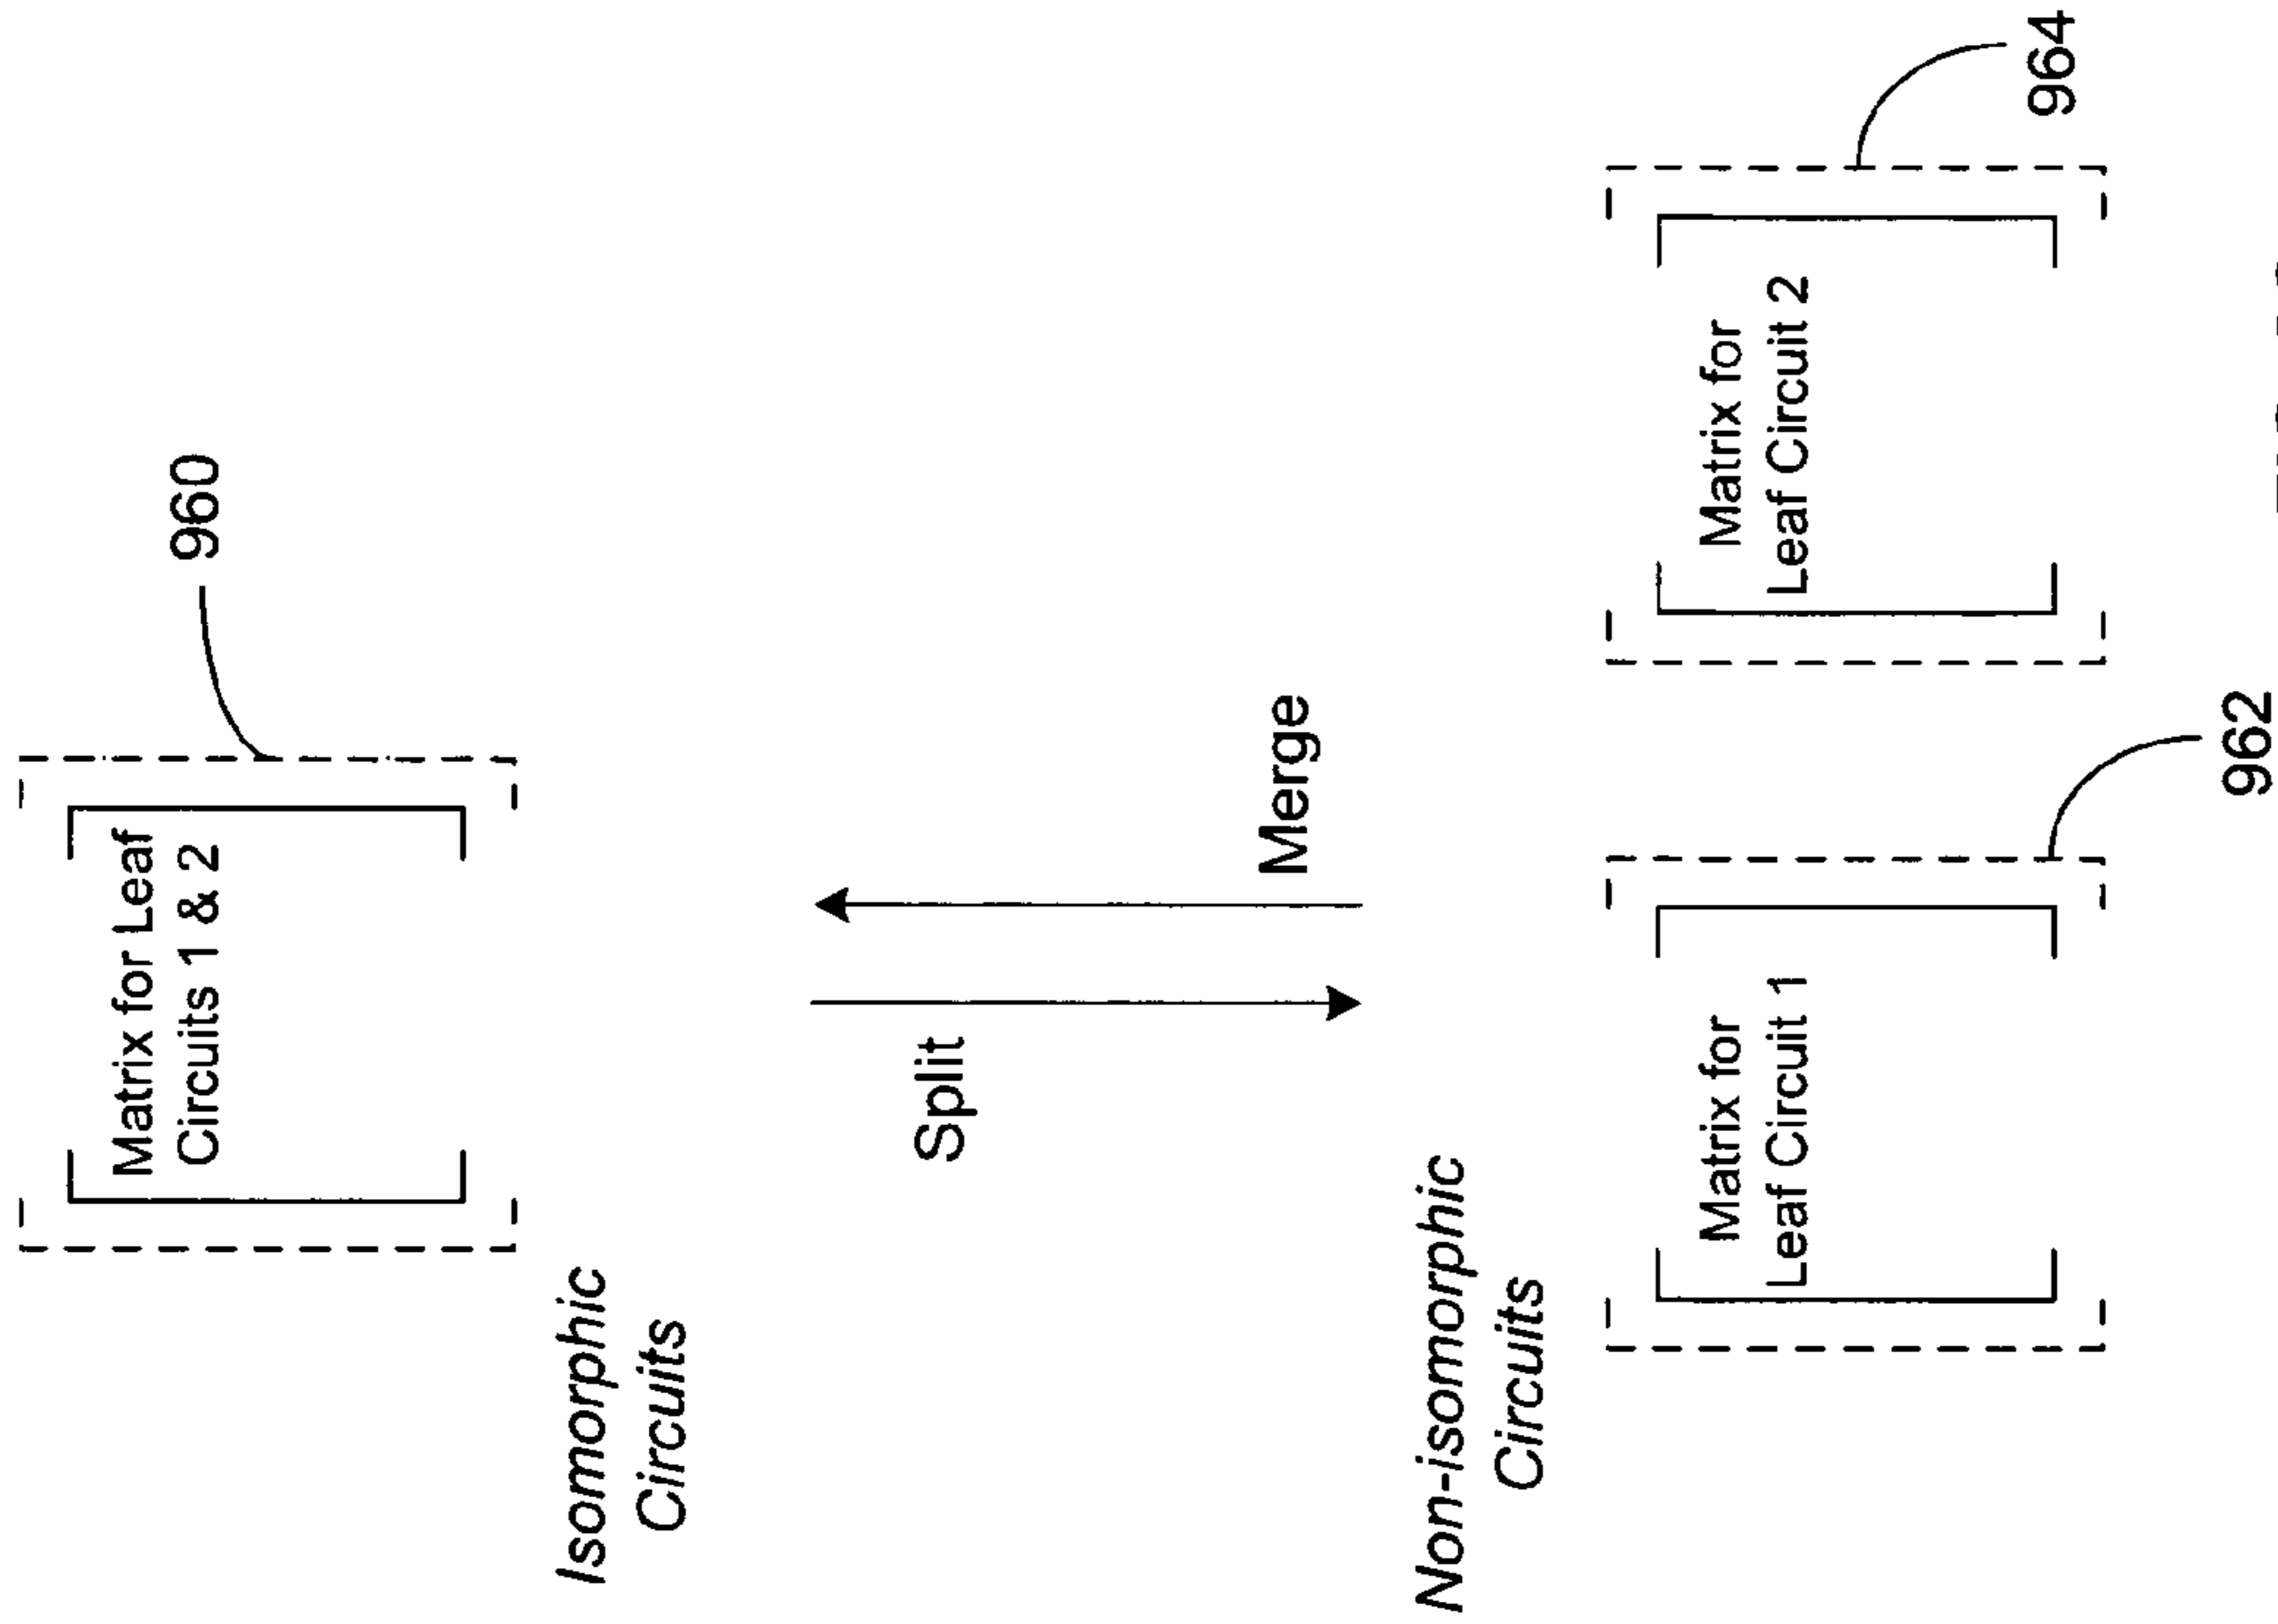 Matrix for Leaf
Circuits 1 & 2
960
Isomorphic
Circuits
Split
Merge
Non-isomorphic
Circuits
Matrix for
Leaf Circuit 1
Matrix for
Leaf Circuit 2
964
962